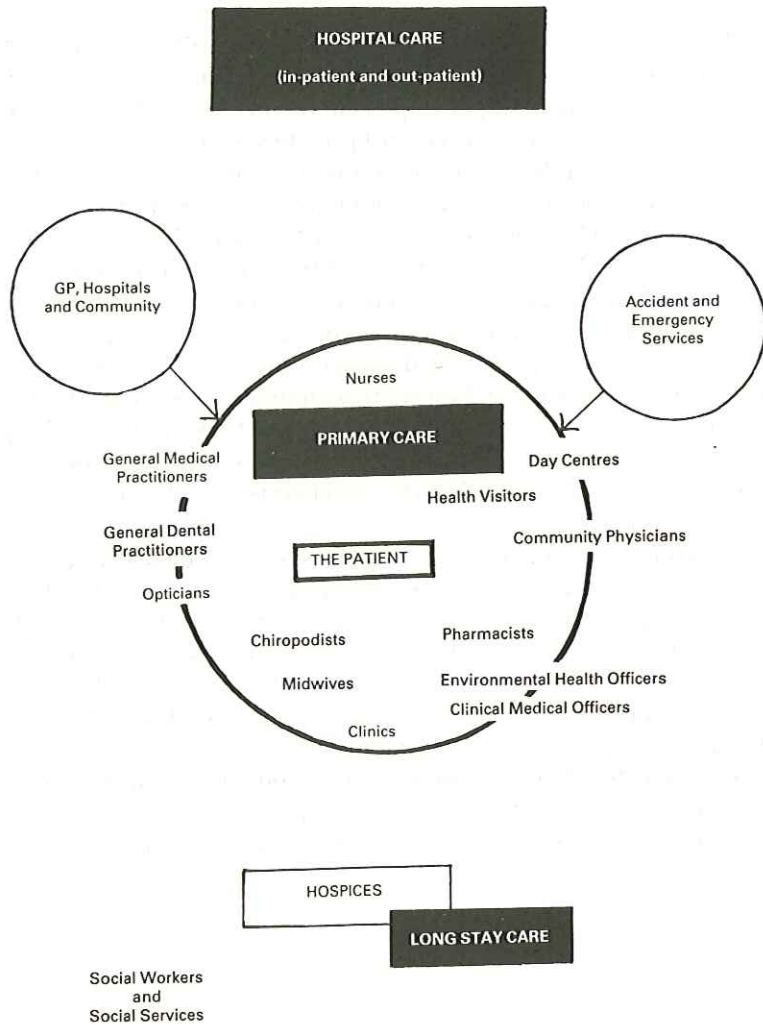 HOSPITAL CARE
(in-patient and out-patient)
GP, Hospitals
and Community
Accident and
Emergency
Services
Nurses
PRIMARY CARE
General Medical
Practitioners
Day Centres
Health Visitors
General Dental
Practitioners
Community Physicians
THE PATIENT
Opticians
Chiropodists
Pharmacists
Midwives
Environmental Health Officers
Clinical Medical Officers
Clinics
HOSPICES
LONG STAY CARE
Social Workers
and
Social Services